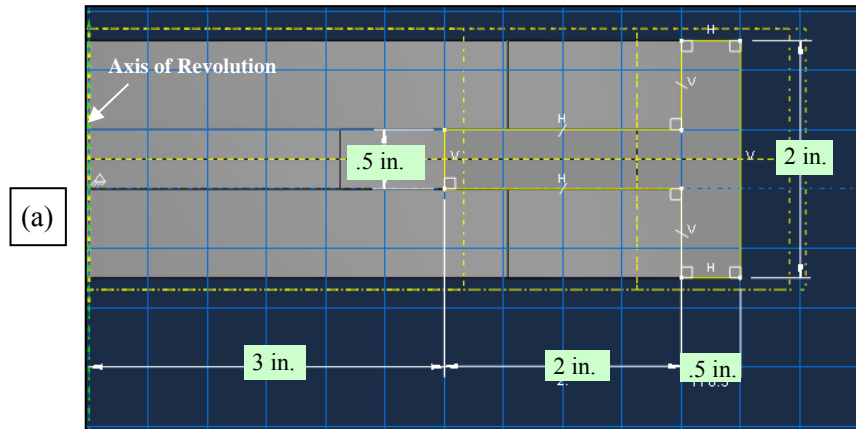 H
Axis of Revolution
V
H
.5 in.
V
V
2 in.
(a)
H
V
H
3 in.
2 in.
.5 in.